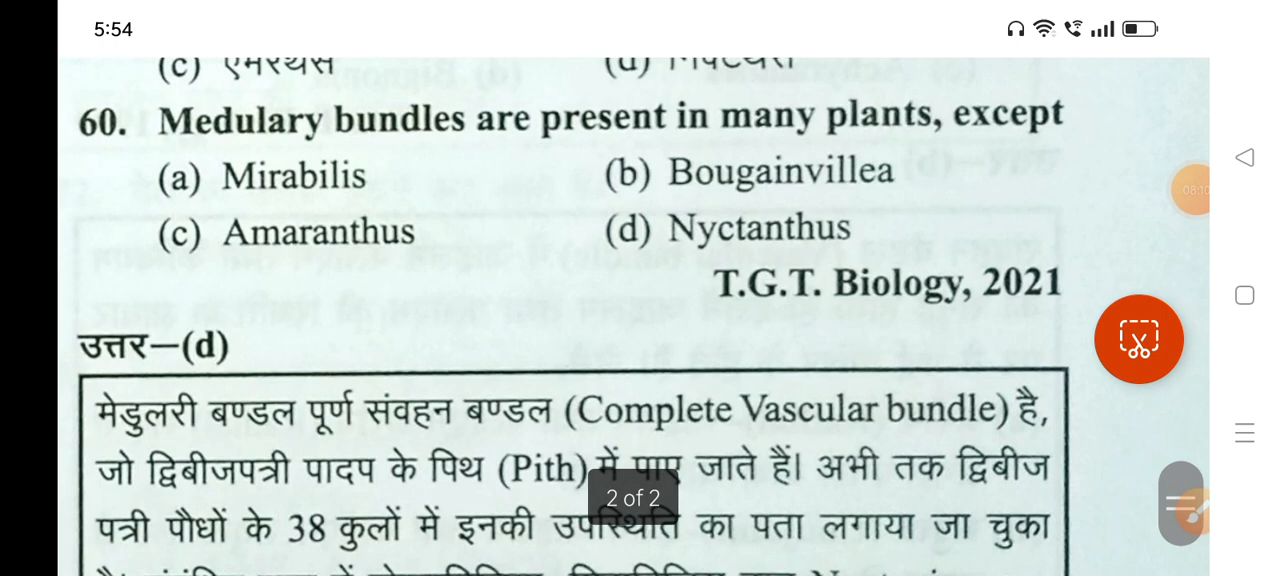 5:54
(c) एमरेंथस
60. Medulary bundles are present in many plants, except
(a) Mirabilis (b) Bougainvillea
(c) Amaranthus (d) Nyctanthus
T.G.T. Biology, 2021
08:10
उत्तर—(d)
मेडुलरी बण्डल पूर्ण संवहन बण्डल (Complete Vascular bundle) है,
जो द्विबीजपत्री पादप के पिथ (Pith) में पाए जाते हैं। अभी तक द्विबीज
2 of 2
पत्री पौधों के 38 कुलों में इनकी उपस्थिति का पता लगाया जा चुका